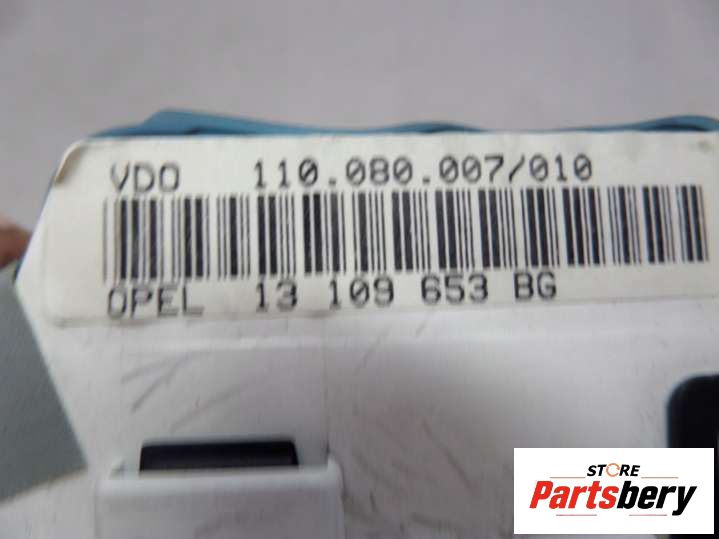 VDO 110.080.007/010
OPEL 13 109 653 BG
STORE
Partsbery